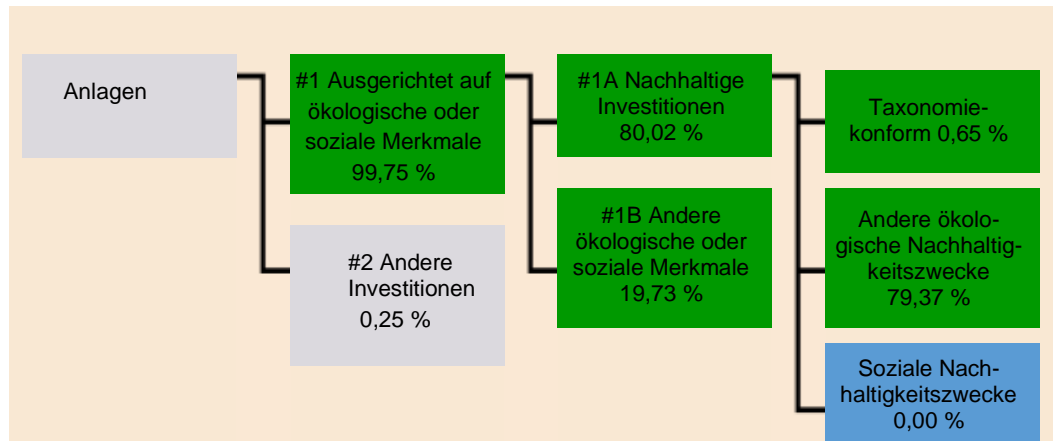 Anlagen
#1 Ausgerichtet auf
ökologische oder
soziale Merkmale
99,75 %
#2 Andere
Investitionen
0,25 %
#1A Nachhaltige
Investitionen
80,02 %
#1B Andere
ökologische oder
soziale Merkmale
19,73 %
Taxonomie-
konform 0,65 %
Andere ökolo-
gische Nachhaltig-
keitszwecke
79,37 %
Soziale Nach-
haltigkeitszwecke
0,00 %